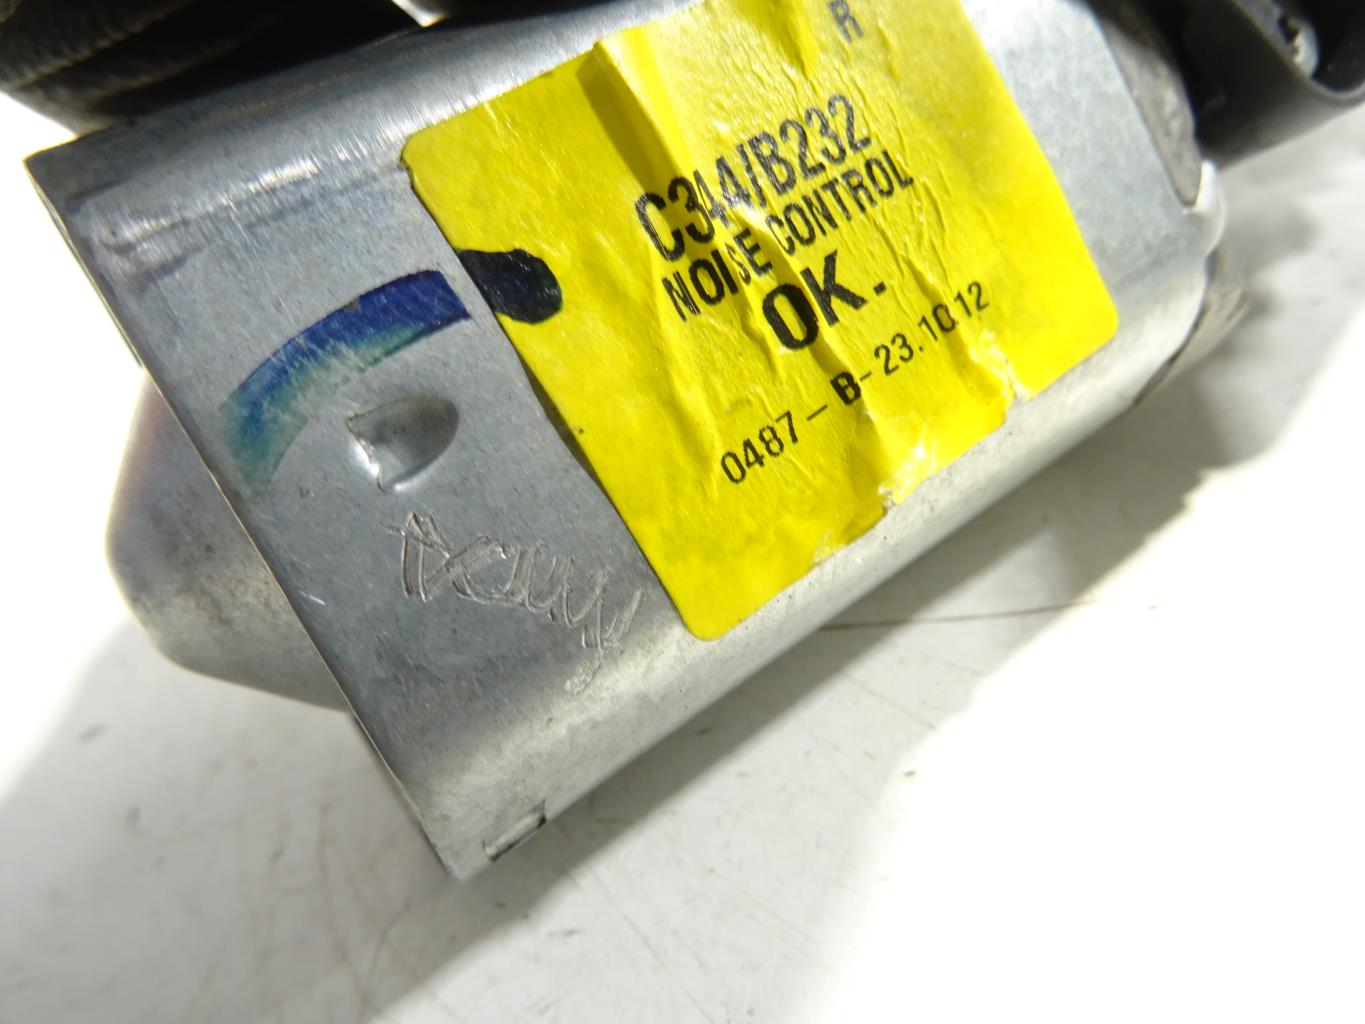 R
C344/B232
NOISE CONTROL
OK.
0487-B-23.10.12